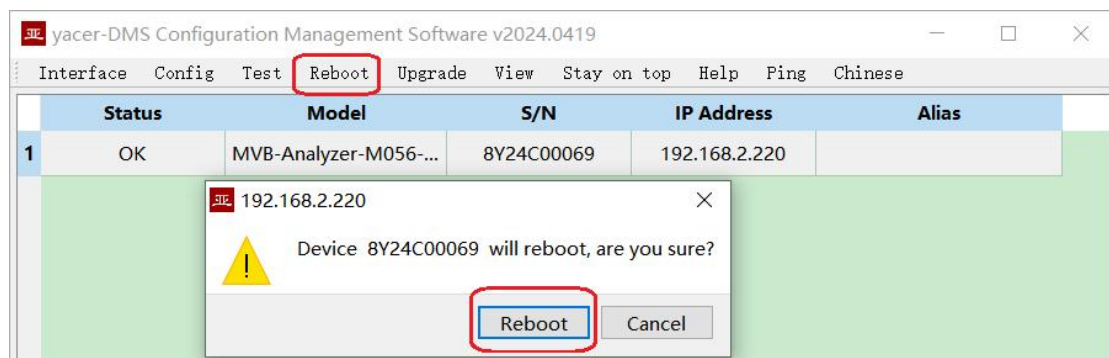 亚 yacer-DMS Configuration Management Software v2024.0419
Interface Config Test Reboot Upgrade View Stay on top Help Ping Chinese
Status Model S/N IP Address Alias
1 OK MVB-Analyzer-M056-... 8Y24C00069 192.168.2.220
亚 192.168.2.220
Device 8Y24C00069 will reboot, are you sure?
Reboot Cancel